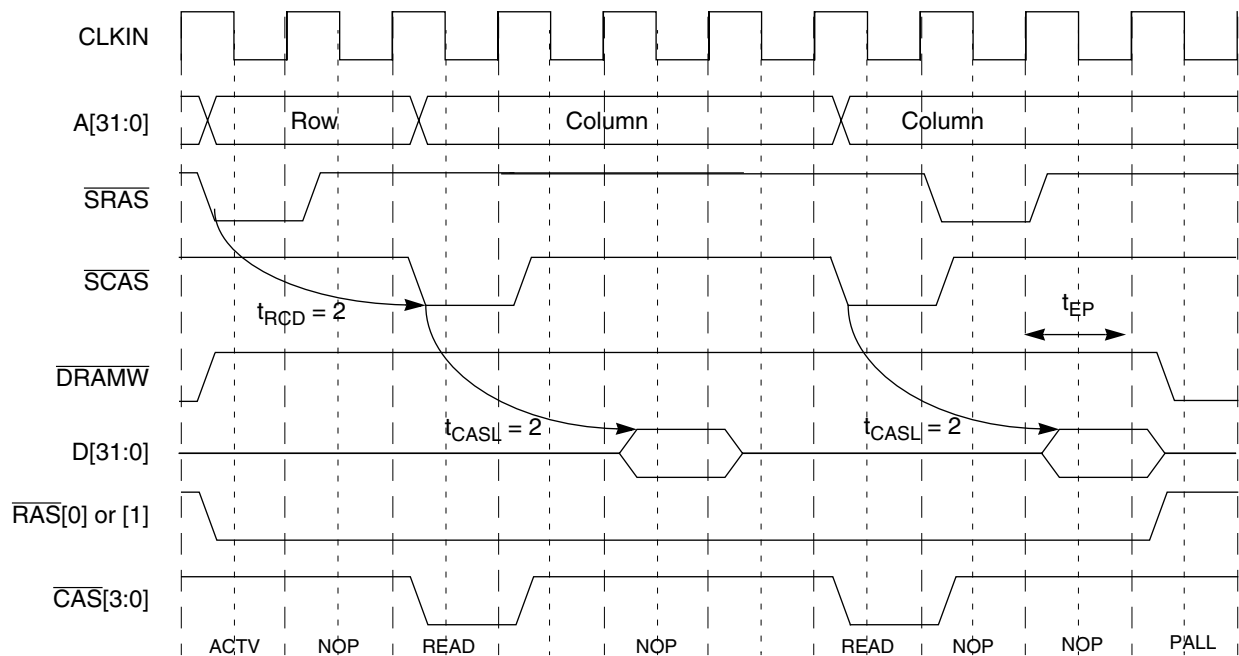 CLKIN
A[31:0]
Row
Column
Column
SRAS
SCAS
tRCD = 2
tEP
DRAMW
tCASL = 2
tCASL = 2
D[31:0]
RAS[0] or [1]
CAS[3:0]
ACTV
NOP
READ
NOP
READ
NOP
NOP
PALL